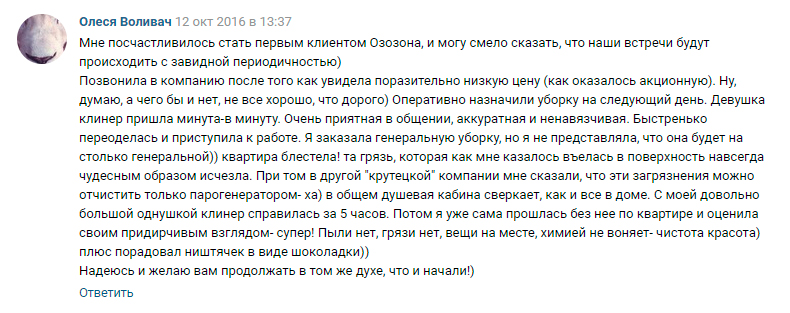 Олеся Воливач 12 окт 2016 в 13:37
Мне посчастливилось стать первым клиентом Озозона, и могу смело сказать, что наши встречи будут
происходить с завидной периодичностью)
Позвонила в компанию после того как увидела поразительно низкую цену (как оказалось акционную). Ну,
думаю, а чего бы и нет, не все хорошо, что дорого) Оперативно назначили уборку на следующий день. Девушка
клинер пришла минута-в минуту. Очень приятная в общении, аккуратная и ненавязчивая. Быстренько
переоделась и приступила к работе. Я заказала генеральную уборку, но я не представляла, что она будет на
столько генеральной)) квартира блестела! та грязь, которая как мне казалось въелась в поверхность навсегда
чудесным образом исчезла. При том в другой "крутецкой" компании мне сказали, что эти загрязнения можно
отчистить только парогенератором- ха) в общем душевая кабина сверкает, как и все в доме. С моей довольно
большой однушкой клинер справилась за 5 часов. Потом я уже сама прошлась без нее по квартире и оценила
своим придирчивым взглядом- супер! Пыли нет, грязи нет, вещи на месте, химией не воняет- чистота красота)
плюс порадовал ништячек в виде шоколадки))
Надеюсь и желаю вам продолжать в том же духе, что и начали!)
Ответить